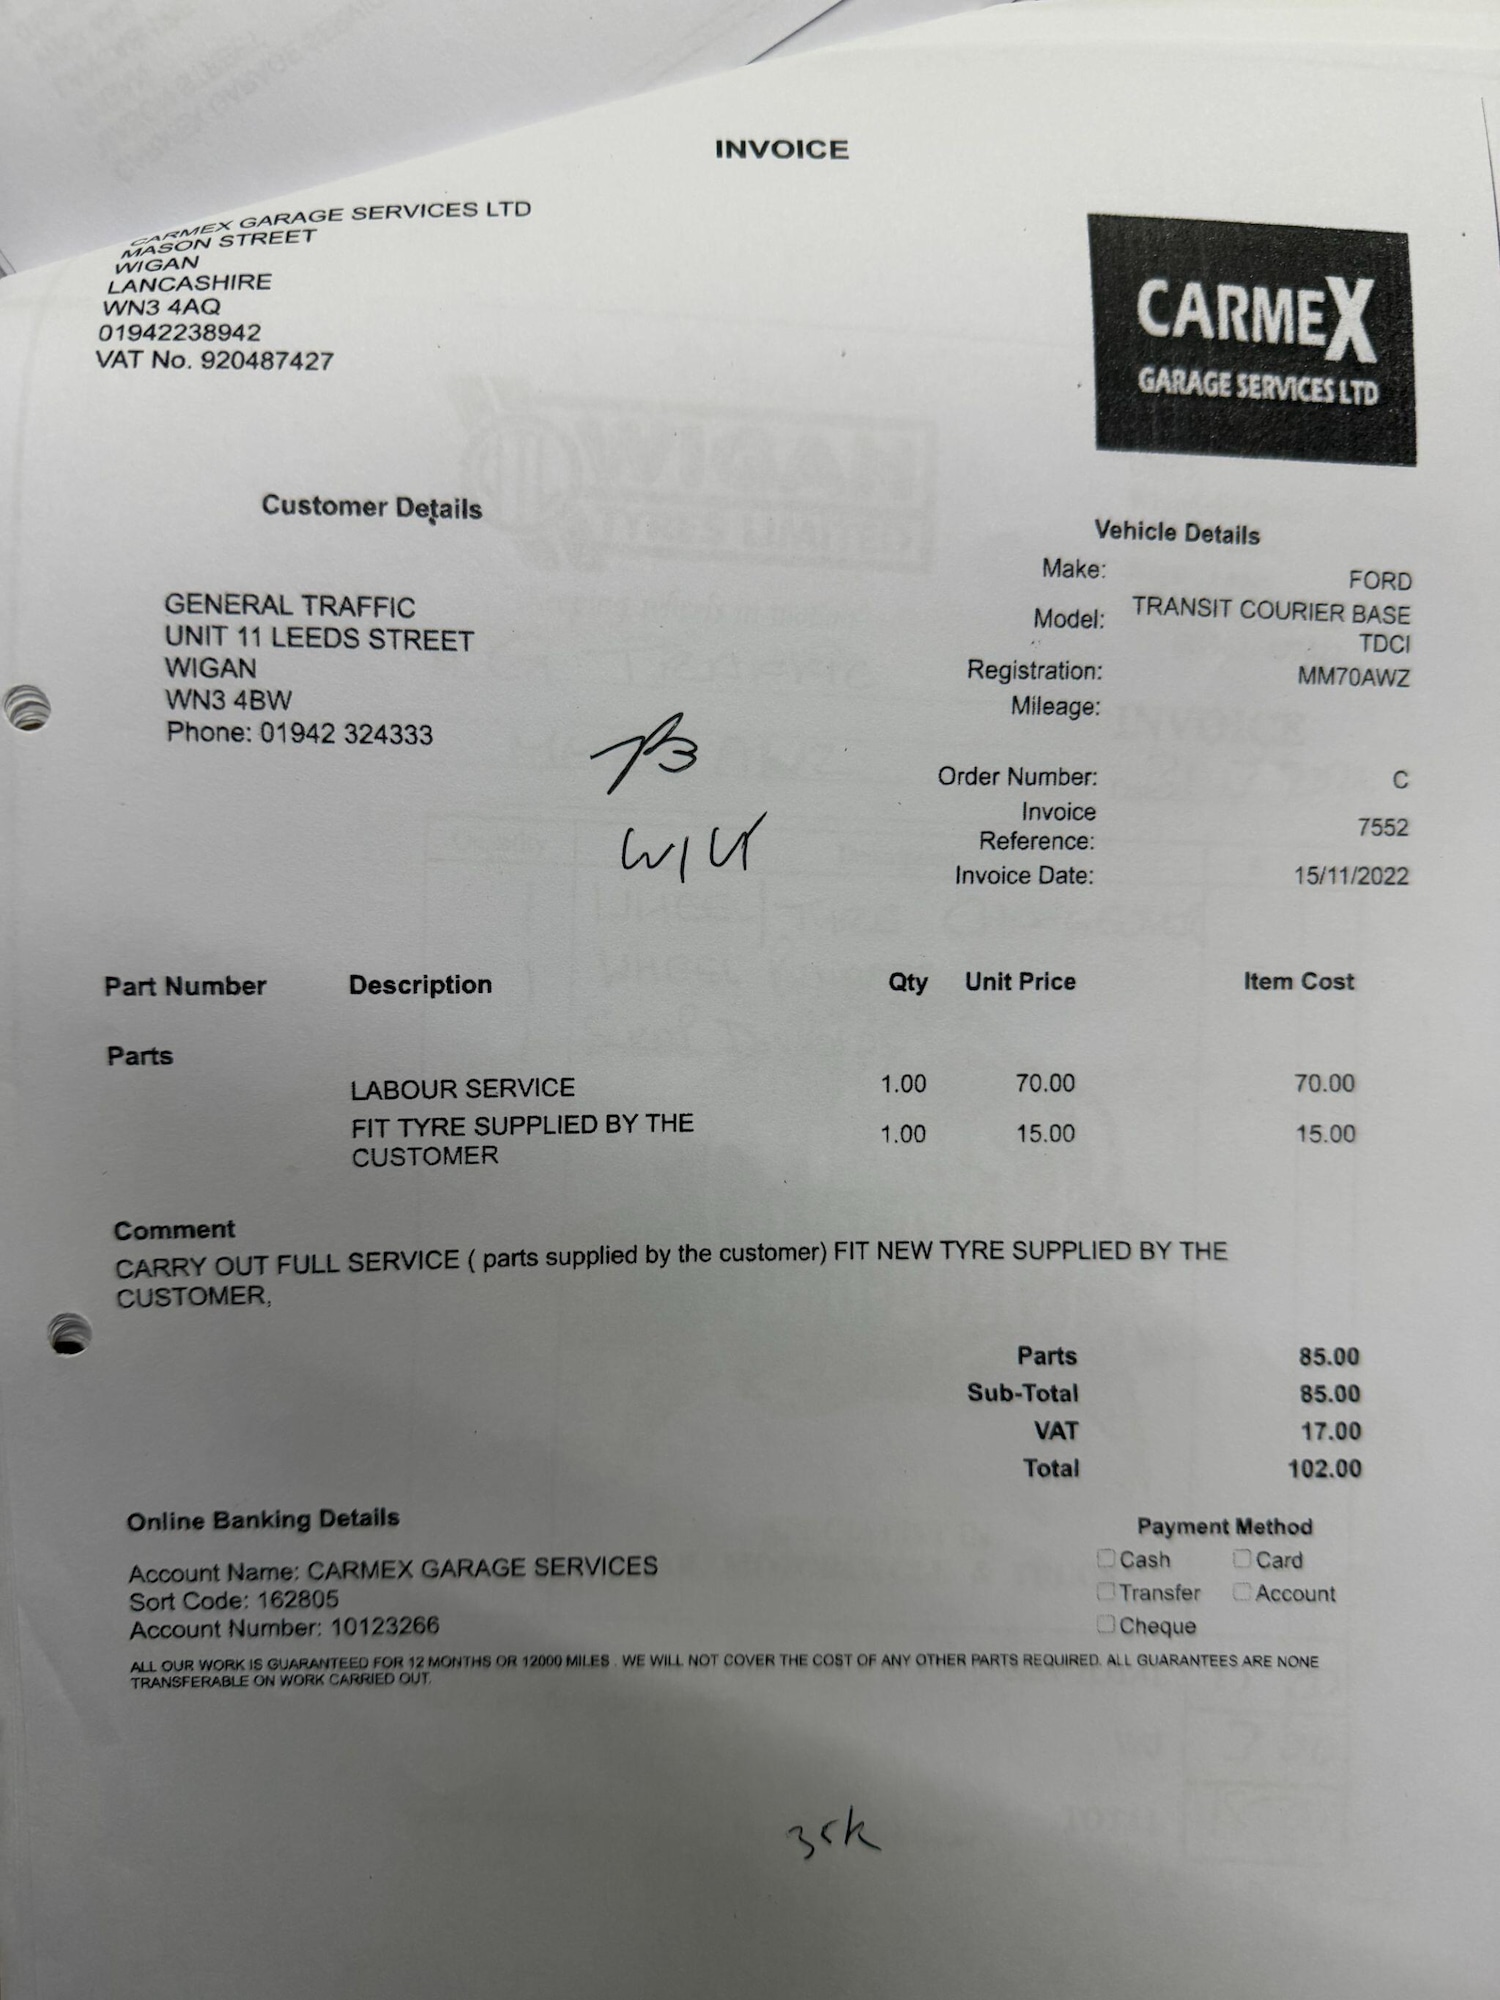 INVOICE
CARMEX GARAGE SERVICES LTD
MASON STREET
WIGAN
LANCASHIRE
WN3 4AQ
01942238942
VAT No. 920487427
CARMEX
GARAGE SERVICES LTD
Customer Details
GENERAL TRAFFIC
UNIT 11 LEEDS STREET
WIGAN
WN3 4BW
Phone: 01942 324333
Vehicle Details
Make: FORD
Model: TRANSIT COURIER BASE
TDCI
Registration: MM70AWZ
Mileage:
Order Number: C
Invoice
Reference: 7552
Invoice Date: 15/11/2022
Part Number Description Qty Unit Price Item Cost
Parts
LABOUR SERVICE 1.00 70.00 70.00
FIT TYRE SUPPLIED BY THE
CUSTOMER 1.00 15.00 15.00
Comment
CARRY OUT FULL SERVICE ( parts supplied by the customer) FIT NEW TYRE SUPPLIED BY THE
CUSTOMER,
Parts 85.00
Sub-Total 85.00
VAT 17.00
Total 102.00
Online Banking Details
Account Name: CARMEX GARAGE SERVICES
Sort Code: 162805
Account Number: 10123266
Payment Method
Cash Card
Transfer Account
Cheque
ALL OUR WORK IS GUARANTEED FOR 12 MONTHS OR 12000 MILES . WE WILL NOT COVER THE COST OF ANY OTHER PARTS REQUIRED. ALL GUARANTEES ARE NONE
TRANSFERABLE ON WORK CARRIED OUT.
35K